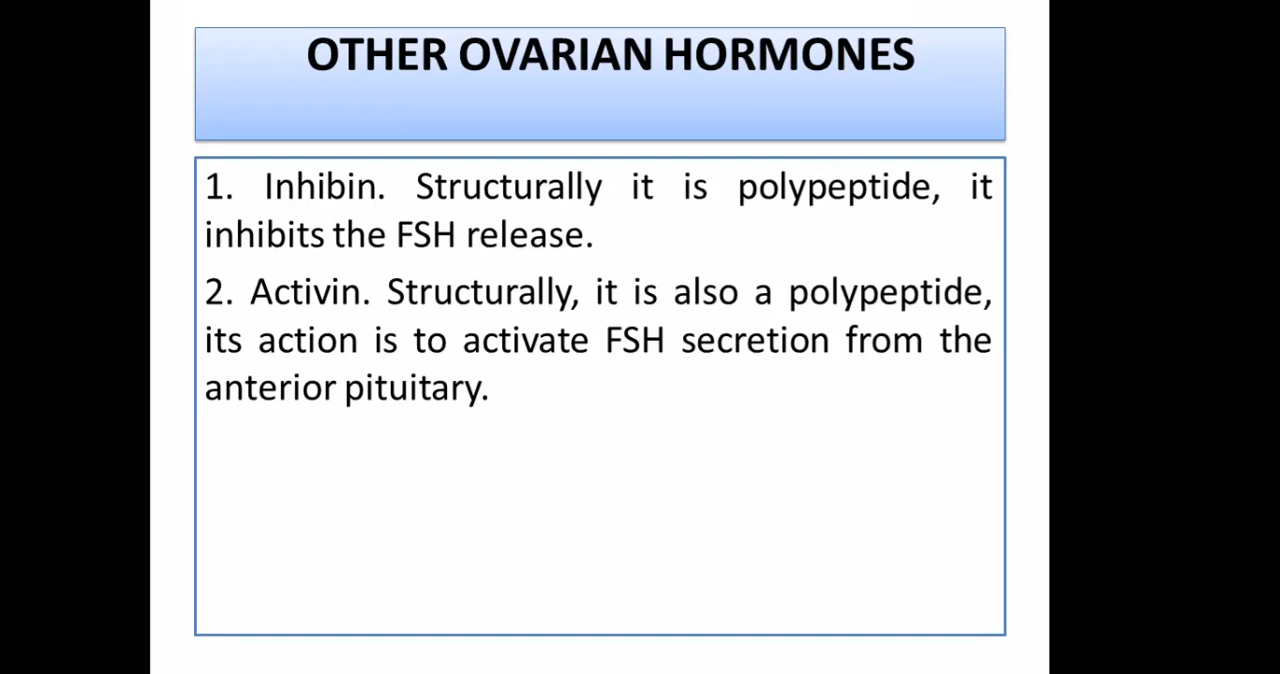 OTHER OVARIAN HORMONES
1. Inhibin. Structurally it is polypeptide, it
inhibits the FSH release.
2. Activin. Structurally, it is also a polypeptide,
its action is to activate FSH secretion from the
anterior pituitary.